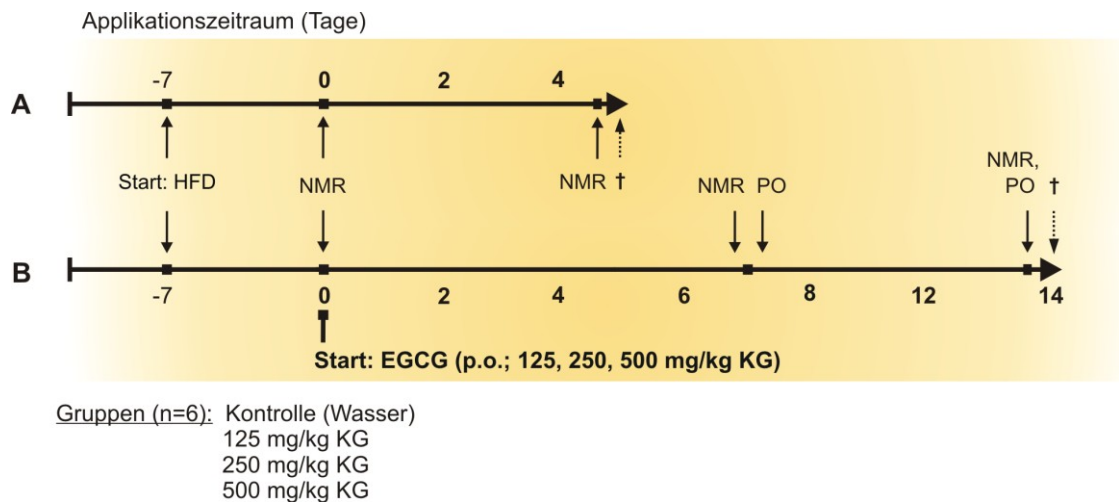 Applikationszeitraum (Tage)
-7 0 2 4
A
Start: HFD NMR NMR † NMR PO NMR,
PO †
B
-7 0 2 4 6 8 12 14
Start: EGCG (p.o.; 125, 250, 500 mg/kg KG)
Gruppen (n=6): Kontrolle (Wasser)
125 mg/kg KG
250 mg/kg KG
500 mg/kg KG